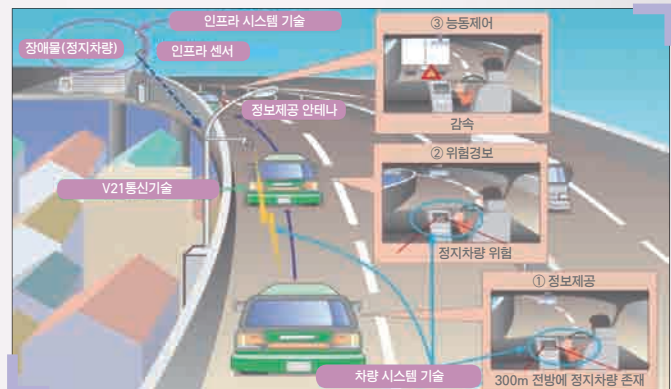 인프라 시스템 기술
장애물(정지차량)
인프라 센서
③ 능동제어
감속
정보제공 안테나
② 위험경보
V21통신기술
정지차량 위험
① 정보제공
차량 시스템 기술
300m 전방에 정지차량 존재